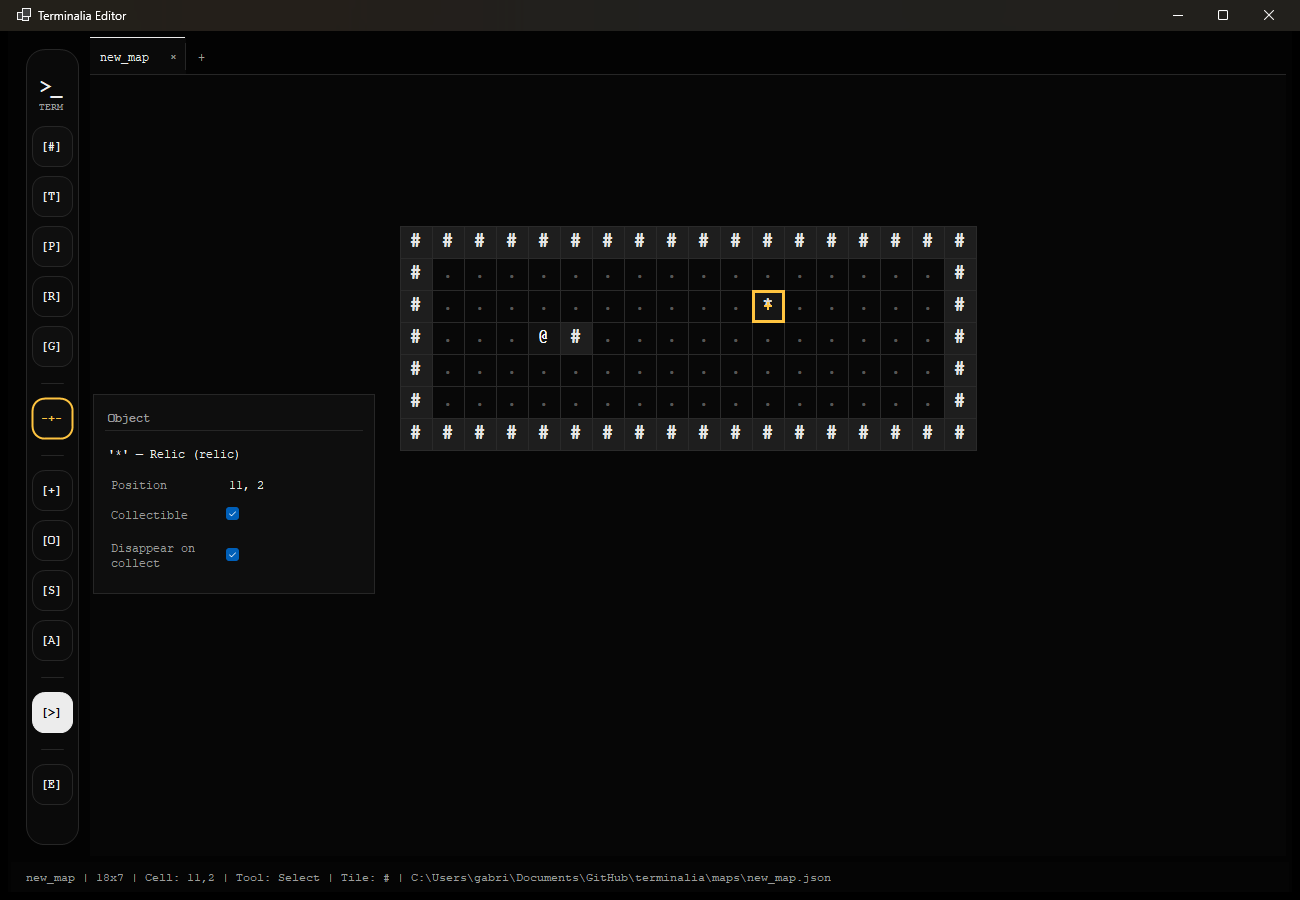 Terminalia Editor
new_map × +
>_
TERM
[#]
[T]
[P]
[R]
[G]
-+-
[+]
[O]
[S]
[A]
[>]
[E]
# # # # # # # # # # # # # # # # # #
# . . . . . . . . . . . . . . . . #
# . . . . . . . . . . * . . . . . #
# . . . @ # . . . . . . . . . . . #
# . . . . . . . . . . . . . . . . #
# . . . . . . . . . . . . . . . . #
# # # # # # # # # # # # # # # # # #
Object
'*' — Relic (relic)
Position 11, 2
Collectible
Disappear on
collect
new_map | 18x7 | Cell: 11,2 | Tool: Select | Tile: # | C:\Users\gabri\Documents\GitHub\terminalia\maps\new_map.json